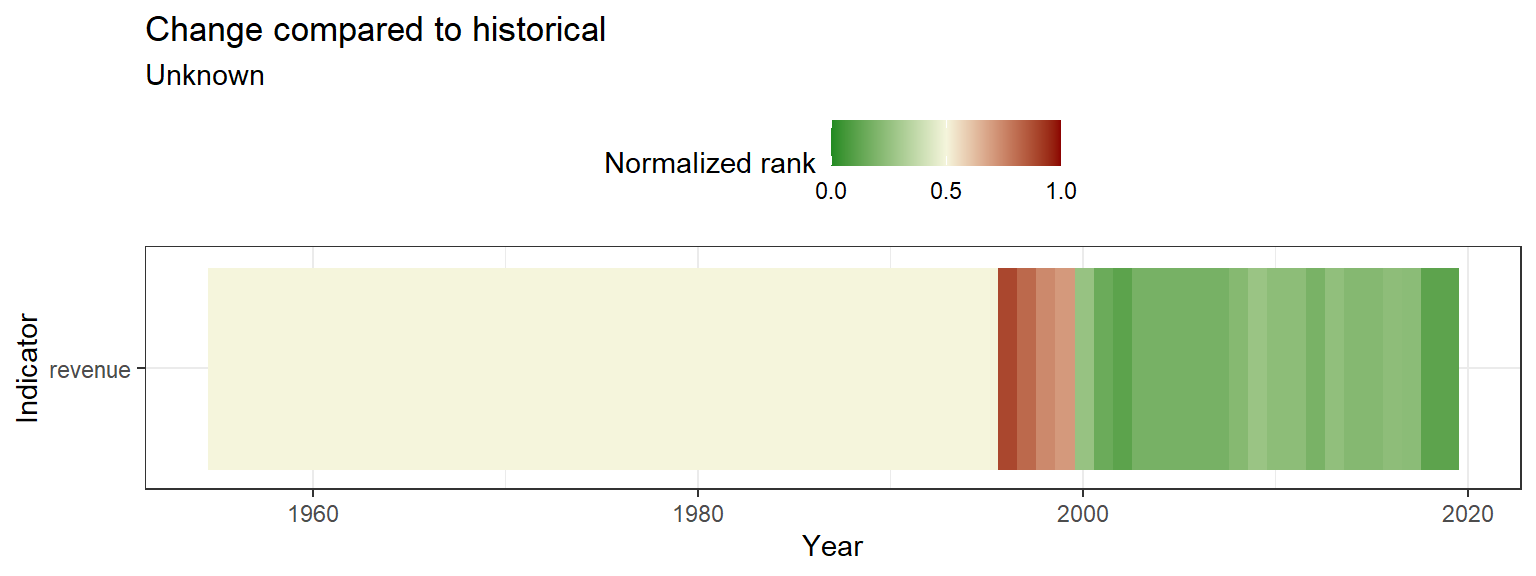 Change compared to historical
Unknown
Normalized rank
0.0 0.5 1.0
Indicator
revenue
1960 1980 2000 2020
Year